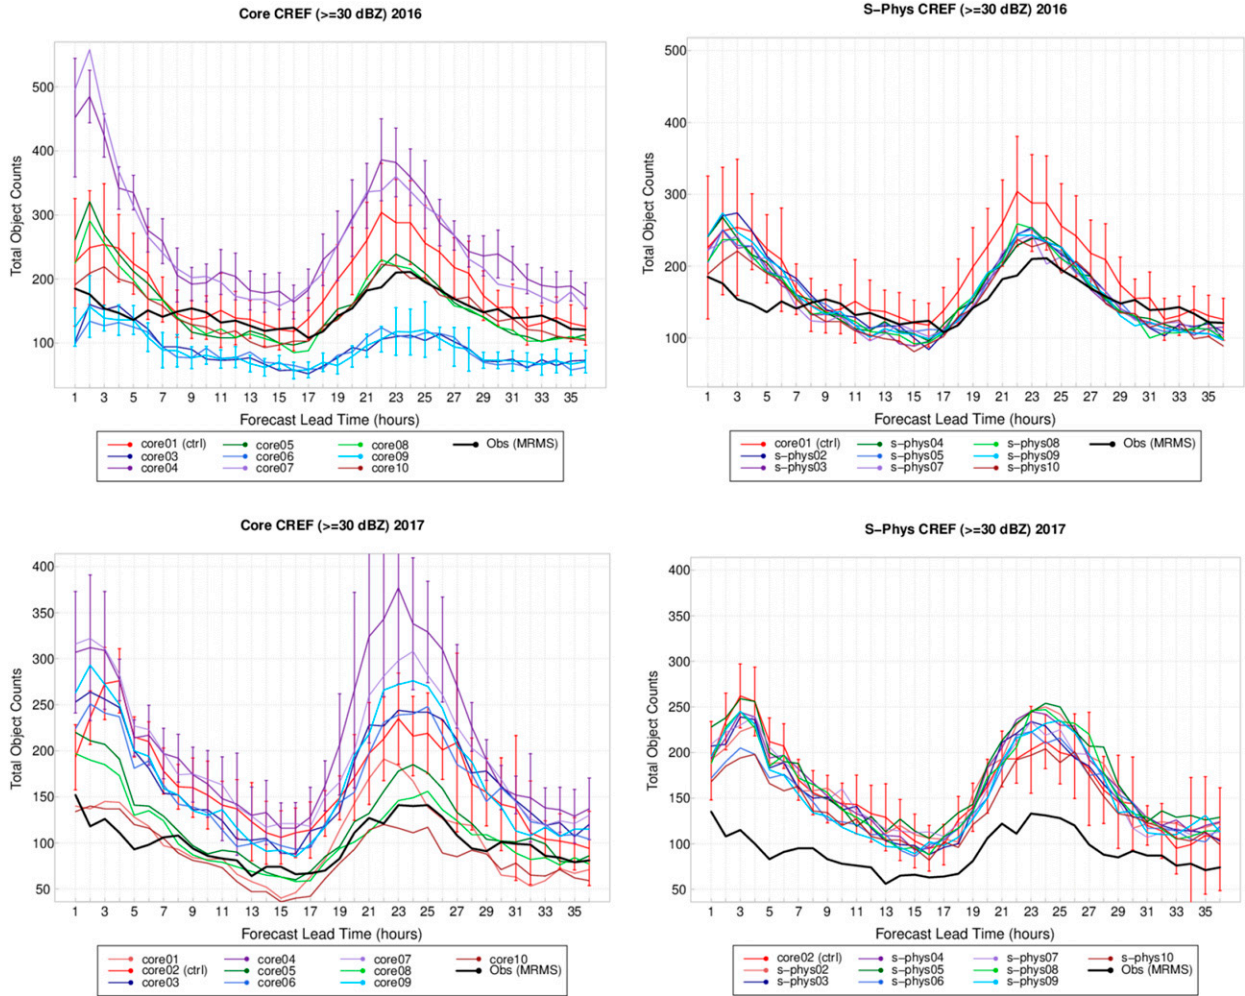 Core CREF (>=30 dBZ) 2016
Total Object Counts
500
400
300
200
100
1 3 5 7 9 11 13 15 17 19 21 23 25 27 29 31 33 35
Forecast Lead Time (hours)
core01 (ctrl) core05 core08 Obs (MRMS)
core03 core06 core09
core04 core07 core10
S-Phys CREF (>=30 dBZ) 2016
Total Object Counts
500
400
300
200
100
1 3 5 7 9 11 13 15 17 19 21 23 25 27 29 31 33 35
Forecast Lead Time (hours)
core01 (ctrl) s-phys04 s-phys08 Obs (MRMS)
s-phys02 s-phys05 s-phys09
s-phys03 s-phys07 s-phys10
Core CREF (>=30 dBZ) 2017
Total Object Counts
400
350
300
250
200
150
100
50
1 3 5 7 9 11 13 15 17 19 21 23 25 27 29 31 33 35
Forecast Lead Time (hours)
core01 core04 core07 core10
core02 (ctrl) core05 core08 Obs (MRMS)
core03 core06 core09
S-Phys CREF (>=30 dBZ) 2017
Total Object Counts
400
350
300
250
200
150
100
50
1 3 5 7 9 11 13 15 17 19 21 23 25 27 29 31 33 35
Forecast Lead Time (hours)
core02 (ctrl) s-phys04 s-phys07 s-phys10
s-phys02 s-phys05 s-phys08 Obs (MRMS)
s-phys03 s-phys06 s-phys09